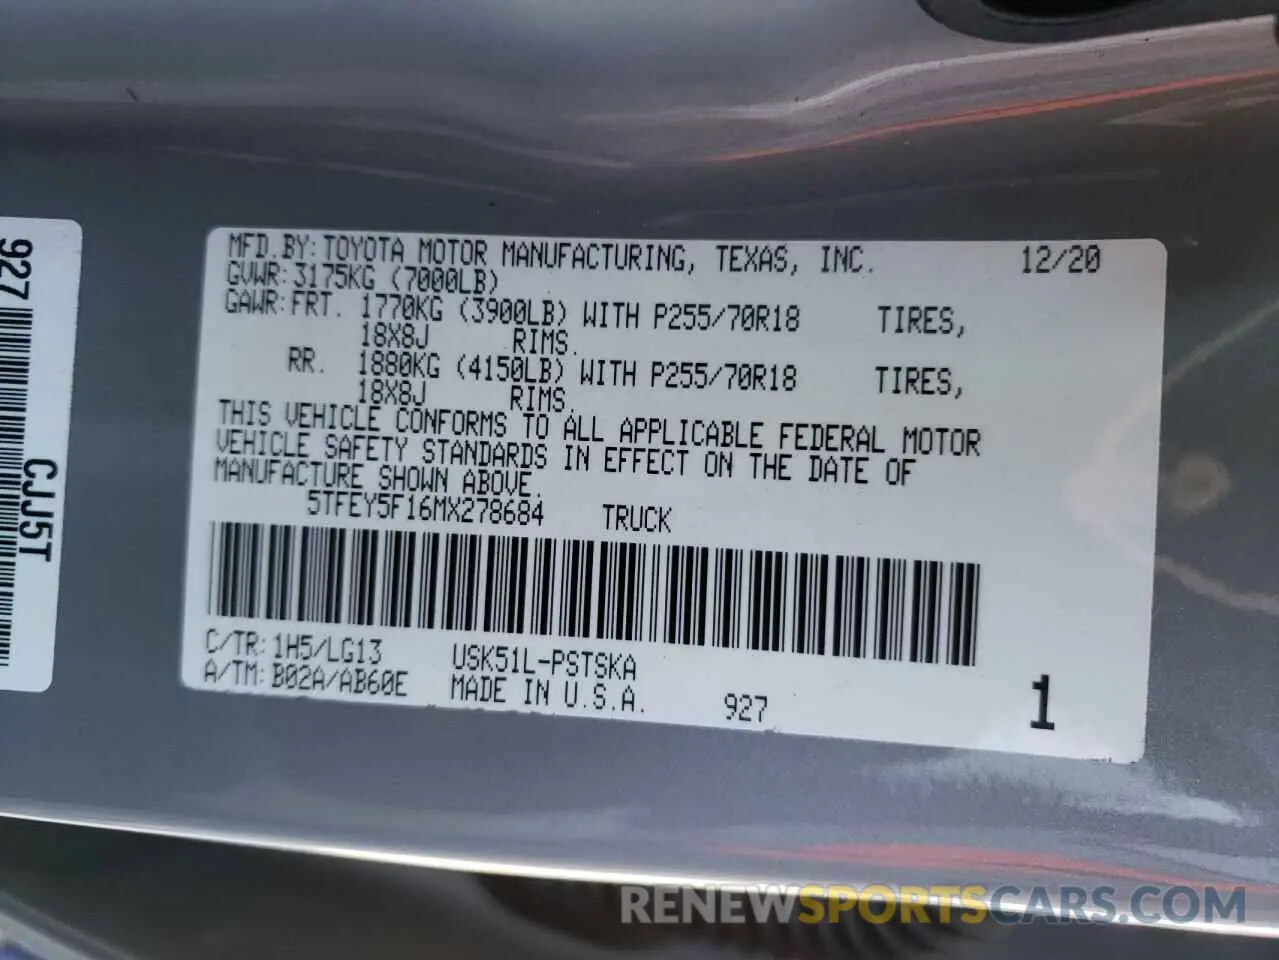 MFD.BY:TOYOTA MOTOR MANUFACTURING, TEXAS, INC. 12/20
GVWR:3175KG (7000LB)
GAWR:FRT. 1770KG (3900LB) WITH P255/70R18 TIRES,
18X8J RIMS.
RR. 1880KG (4150LB) WITH P255/70R18 TIRES,
18X8J RIMS.
THIS VEHICLE CONFORMS TO ALL APPLICABLE FEDERAL MOTOR
VEHICLE SAFETY STANDARDS IN EFFECT ON THE DATE OF
MANUFACTURE SHOWN ABOVE.
5TFEY5F16MX278684 TRUCK
C/TR:1H5/LG13 USK51L-PSTSKA
A/TM:B02A/AB60E MADE IN U.S.A. 927 1
927
CJJ5T
RENEWSPORTSCARS.COM